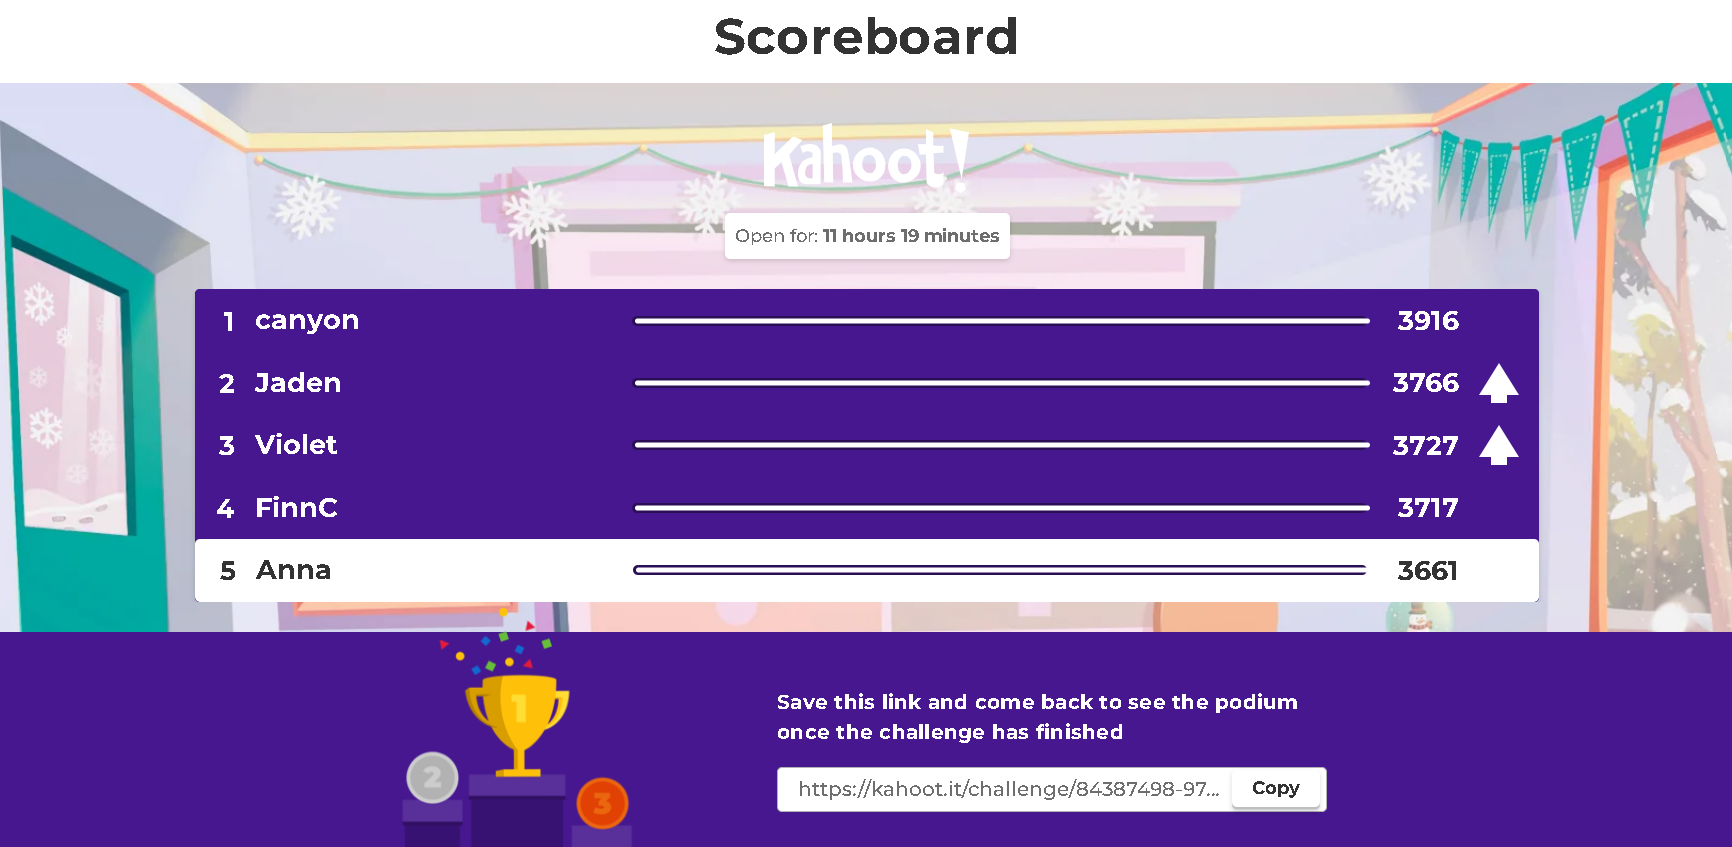 Scoreboard
Kahoot!
Open for: 11 hours 19 minutes
1 canyon 3916
2 Jaden 3766
3 Violet 3727
4 FinnC 3717
5 Anna 3661
1
2
3
Save this link and come back to see the podium
once the challenge has finished
https://kahoot.it/challenge/84387498-97... Copy